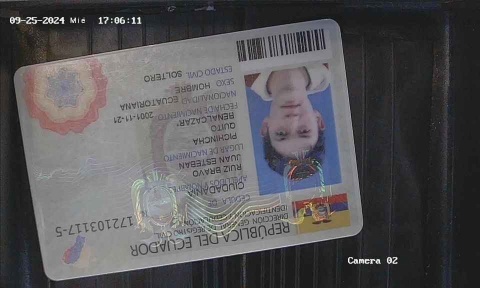 09-25-2024 Mié 17:06:11
REPÚBLICA DEL ECUADOR
DIRECCIÓN GENERAL DE REGISTRO CIVIL
IDENTIFICACIÓN
CÉDULA DE
CIUDADANÍA
172103117-5
APELLIDOS Y NOMBRES
RUIZ BRAVO
JUAN ESTEBAN
LUGAR DE NACIMIENTO
PICHINCHA
QUITO
BENALCAZAR
FECHA DE NACIMIENTO 2001-11-21
NACIONALIDAD ECUATORIANA
SEXO HOMBRE
ESTADO CIVIL SOLTERO
Camera 02